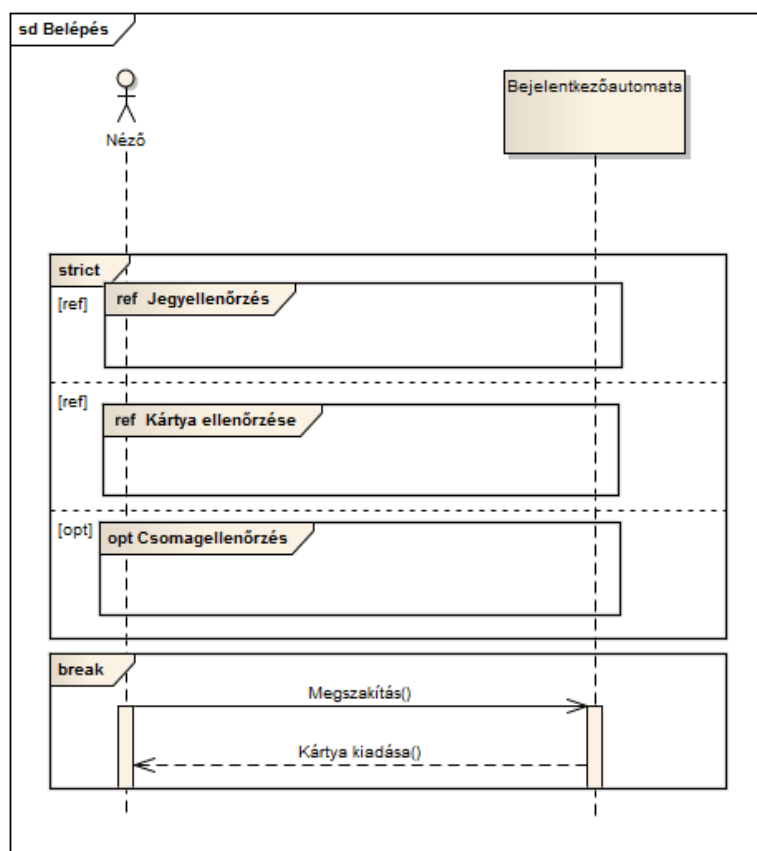 sd Belépés
Néző
Bejelentkezőautomata
strict
[ref]
ref Jegyellenőrzés
[ref]
ref Kártya ellenőrzése
[opt]
opt Csomagellenőrzés
break
Megszakítás()
Kártya kiadása()